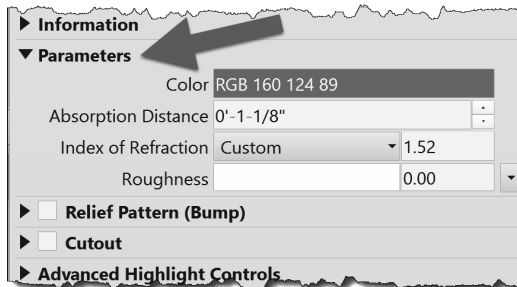 Information
Parameters
Color RGB 160 124 89
Absorption Distance 0'-1-1/8"
Index of Refraction Custom 1.52
Roughness 0.00
Relief Pattern (Bump)
Cutout
Advanced Highlight Controls